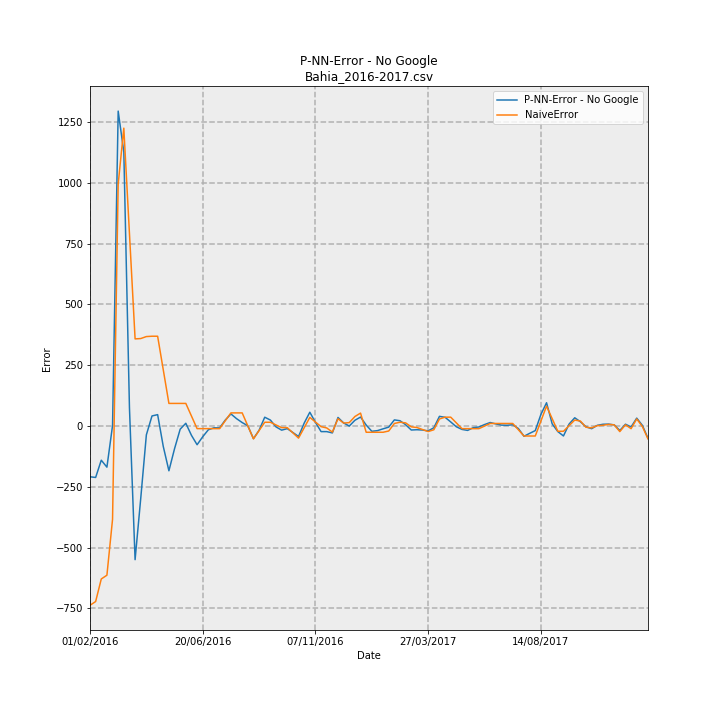 P-NN-Error - No Google
Bahia_2016-2017.csv
P-NN-Error - No Google
NaiveError
1250
1000
750
500
250
0
−250
−500
−750
Error
01/02/2016
20/06/2016
07/11/2016
27/03/2017
14/08/2017
Date